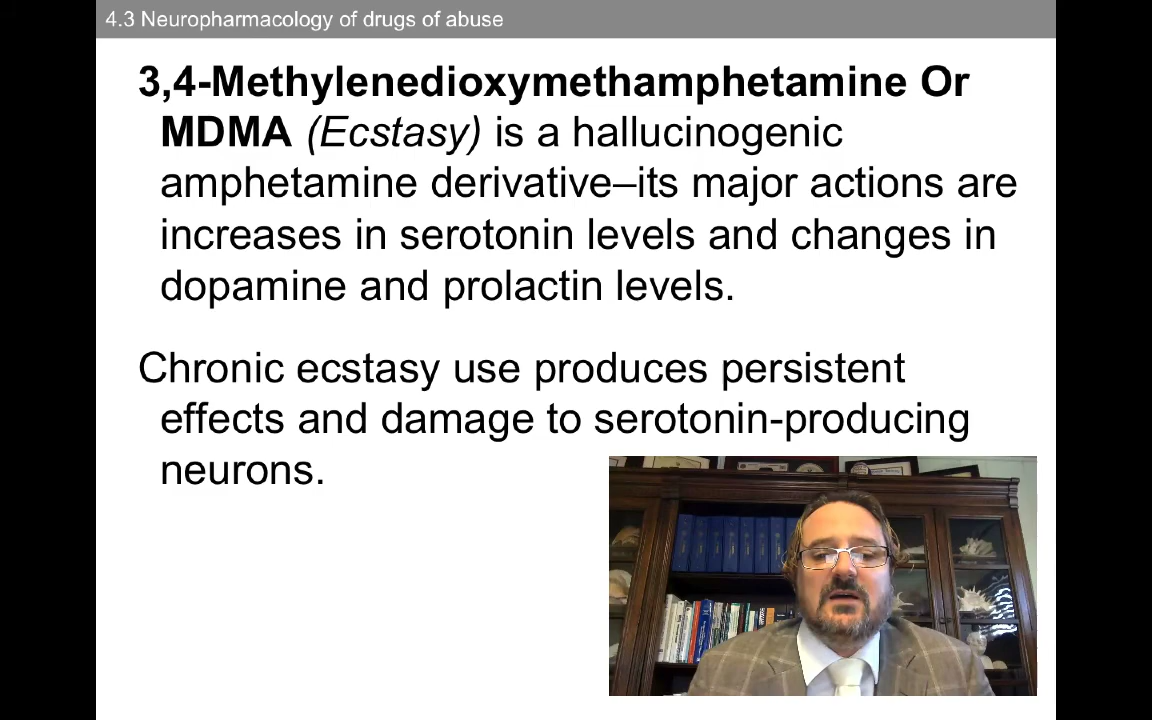 4.3 Neuropharmacology of drugs of abuse
3,4-Methylenedioxymethamphetamine Or
MDMA (Ecstasy) is a hallucinogenic
amphetamine derivative–its major actions are
increases in serotonin levels and changes in
dopamine and prolactin levels.
Chronic ecstasy use produces persistent
effects and damage to serotonin-producing
neurons.